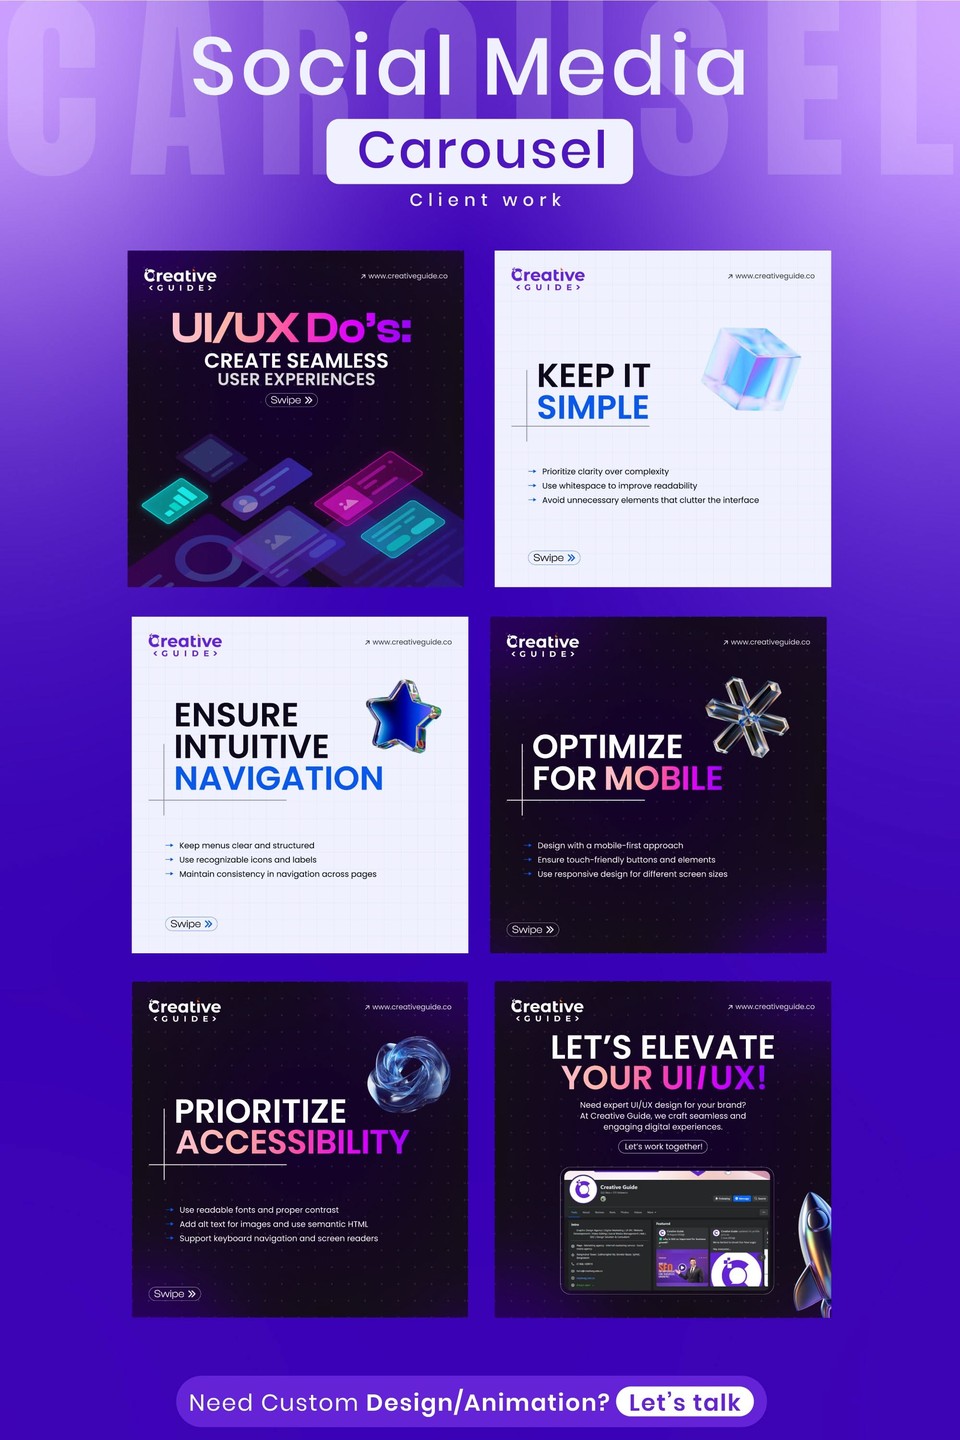 CAROUSEL
Social Media
Carousel
Client work
Creative
<GUIDE>
↗ www.creativeguide.co
UI/UX Do's:
CREATE SEAMLESS
USER EXPERIENCES
Swipe »
Creative
<GUIDE>
↗ www.creativeguide.co
KEEP IT
SIMPLE
→ Prioritize clarity over complexity
→ Use whitespace to improve readability
→ Avoid unnecessary elements that clutter the interface
Swipe »
Creative
<GUIDE>
↗ www.creativeguide.co
ENSURE
INTUITIVE
NAVIGATION
→ Keep menus clear and structured
→ Use recognizable icons and labels
→ Maintain consistency in navigation across pages
Swipe »
Creative
<GUIDE>
↗ www.creativeguide.co
OPTIMIZE
FOR MOBILE
→ Design with a mobile-first approach
→ Ensure touch-friendly buttons and elements
→ Use responsive design for different screen sizes
Swipe »
Creative
<GUIDE>
↗ www.creativeguide.co
PRIORITIZE
ACCESSIBILITY
→ Use readable fonts and proper contrast
→ Add alt text for images and use semantic HTML
→ Support keyboard navigation and screen readers
Swipe »
Creative
<GUIDE>
↗ www.creativeguide.co
LET'S ELEVATE
YOUR UI/UX!
Need expert UI/UX design for your brand?
At Creative Guide, we craft seamless and
engaging digital experiences.
Let's work together!
Creative Guide
Featured
SEO
Need Custom Design/Animation? Let's talk